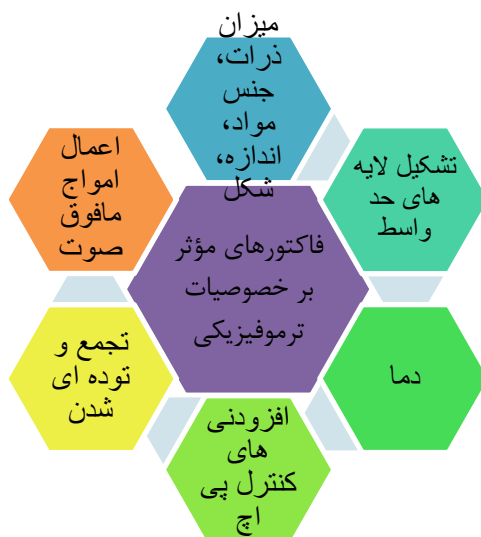 میزان
ذرات،
جنس
مواد،
اندازه،
شکل
تشکیل لایه
های حد
واسط
دما
افزودنی
های
کنترل پی
اچ
تجمع و
توده ای
شدن
اعمال
امواج
مافوق
صوت
فاکتورهای مؤثر
بر خصوصیات
ترموفیزیکی